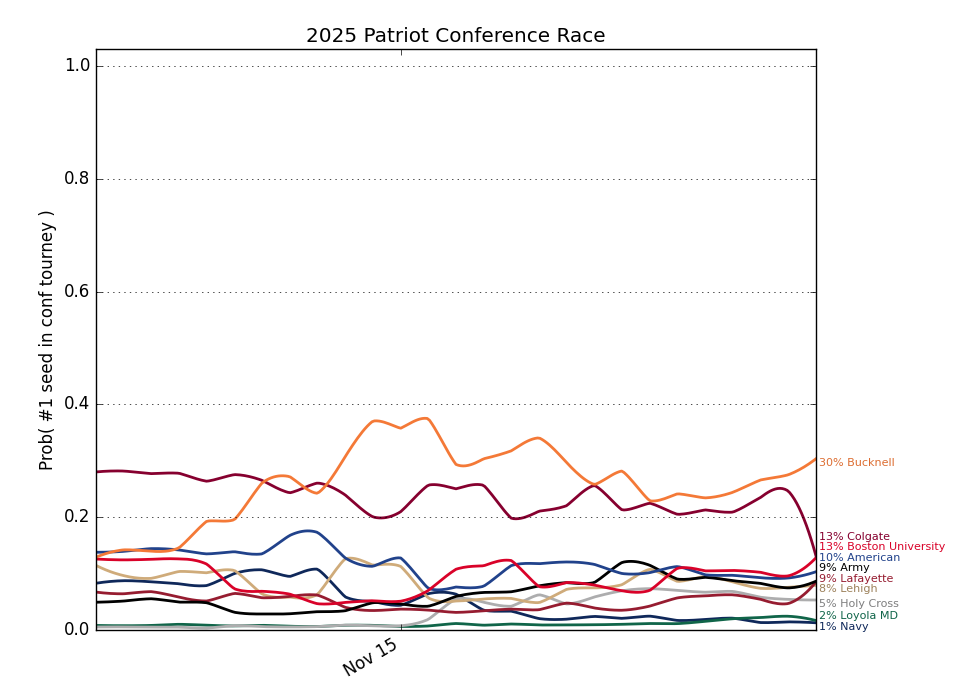 2025 Patriot Conference Race
Prob( #1 seed in conf tourney )
1.0
0.8
0.6
0.4
0.2
0.0
Nov 15
30% Bucknell
13% Colgate
13% Boston University
10% American
9% Army
9% Lafayette
8% Lehigh
5% Holy Cross
2% Loyola MD
1% Navy